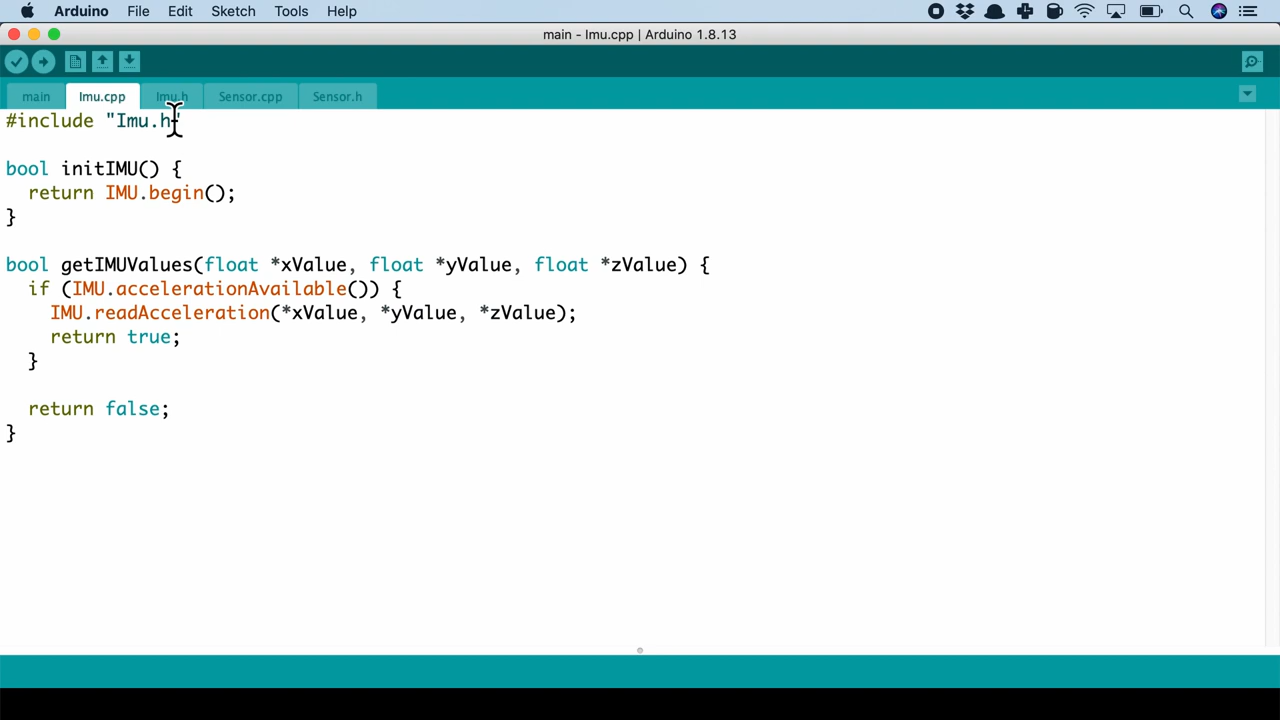 Arduino File Edit Sketch Tools Help
main - Imu.cpp | Arduino 1.8.13
main Imu.cpp Imu.h Sensor.cpp Sensor.h
#include "Imu.h"
bool initIMU() {
return IMU.begin();
}
bool getIMUValues(float *xValue, float *yValue, float *zValue) {
if (IMU.accelerationAvailable()) {
IMU.readAcceleration(*xValue, *yValue, *zValue);
return true;
}
return false;
}